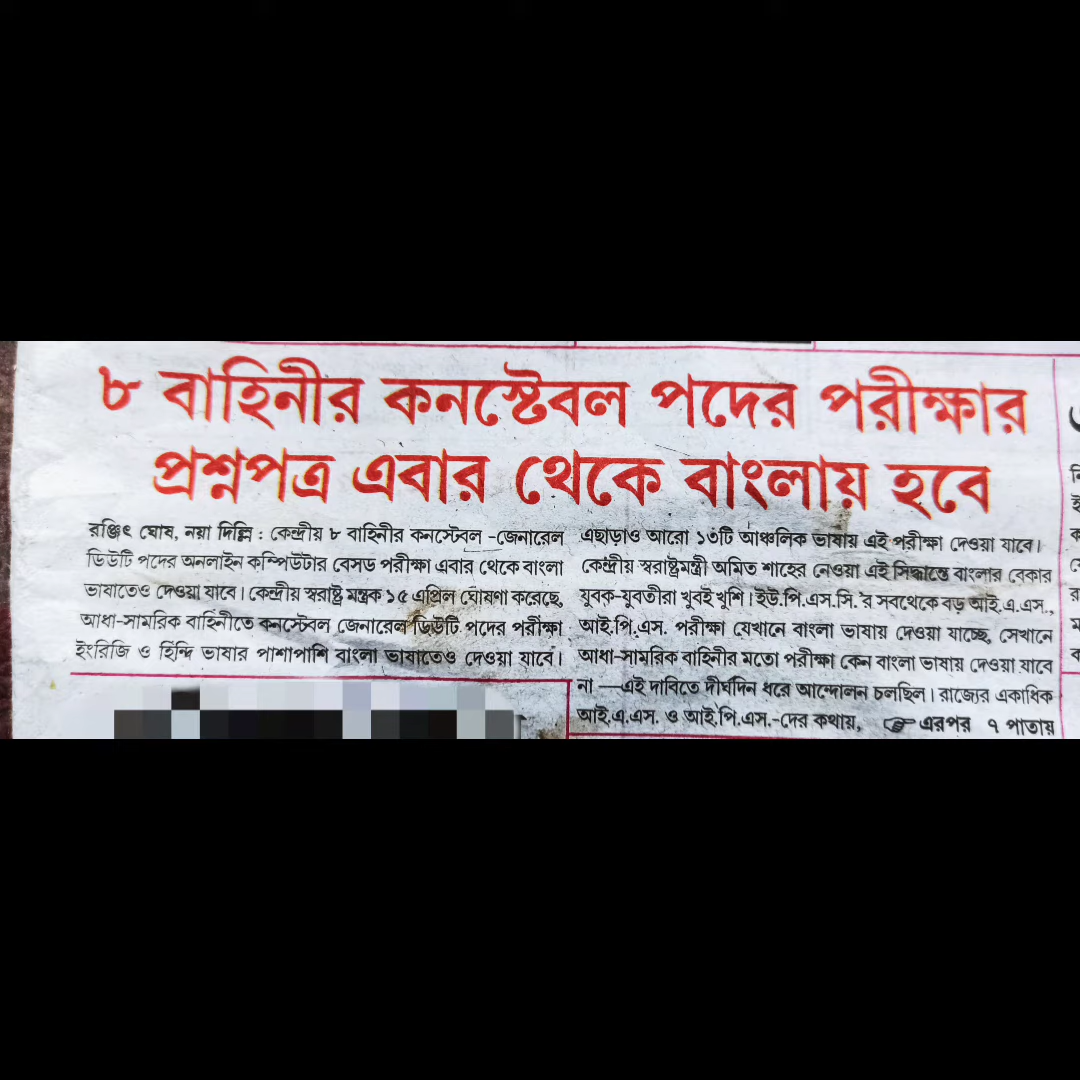 ৮ বাহিনীর কনস্টেবল পদের পরীক্ষার
প্রশ্নপত্র এবার থেকে বাংলায় হবে
রঞ্জিৎ ঘোষ, নয়া দিল্লি : কেন্দ্রীয় ৮ বাহিনীর কনস্টেবল -জেনারেল
ডিউটি পদের অনলাইন কম্পিউটার বেসড পরীক্ষা এবার থেকে বাংলা
ভাষাতেও দেওয়া যাবে। কেন্দ্রীয় স্বরাষ্ট্র মন্ত্রক ১৫ এপ্রিল ঘোষণা করেছে,
আধা-সামরিক বাহিনীতে কনস্টেবল জেনারেল ডিউটি পদের পরীক্ষা
ইংরিজি ও হিন্দি ভাষার পাশাপাশি বাংলা ভাষাতেও দেওয়া যাবে।
এছাড়াও আরো ১৩টি আঞ্চলিক ভাষায় এই পরীক্ষা দেওয়া যাবে।
কেন্দ্রীয় স্বরাষ্ট্রমন্ত্রী অমিত শাহের নেওয়া এই সিদ্ধান্তে বাংলার বেকার
যুবক-যুবতীরা খুবই খুশি। ইউ.পি.এস.সি.'র সবথেকে বড় আই.এ.এস.,
আই.পি.এস. পরীক্ষা যেখানে বাংলা ভাষায় দেওয়া যাচ্ছে, সেখানে
আধা-সামরিক বাহিনীর মতো পরীক্ষা কেন বাংলা ভাষায় দেওয়া যাবে
না —এই দাবিতে দীর্ঘদিন ধরে আন্দোলন চলছিল। রাজ্যের একাধিক
আই.এ.এস. ও আই.পি.এস.-দের কথায়, ☞ এরপর ৭ পাতায়